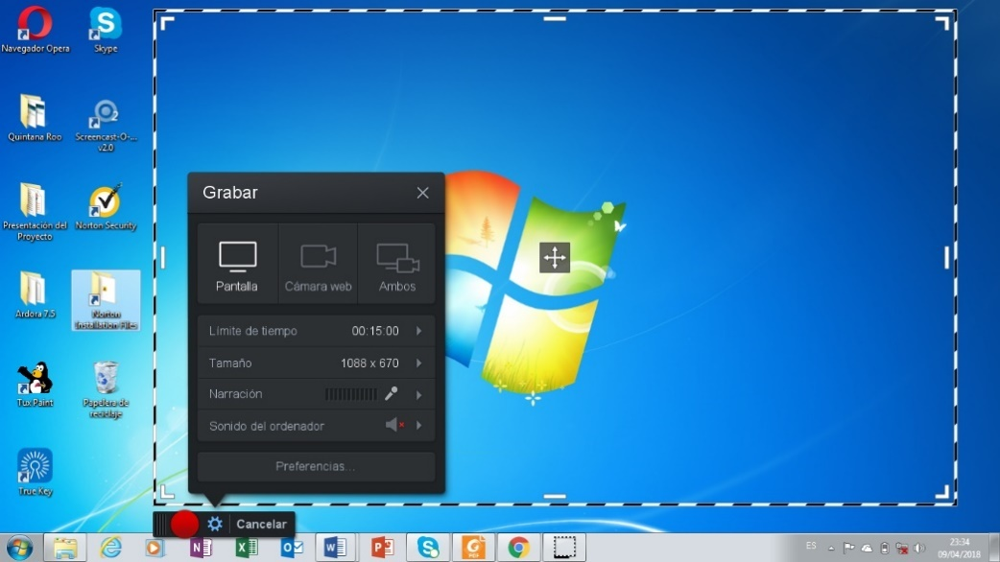 Navegador Opera
Skype
Quintana Roo
Screencast-O-...
v2.0
Presentación del
Proyecto
Norton Security
Ardora 7.5
Norton
Installation Files
Tux Paint
Papelera de
reciclaje
True Key
Grabar
Pantalla
Cámara web
Ambos
Límite de tiempo 00:15:00
Tamaño 1088 x 670
Narración
Sonido del ordenador
Preferencias...
Cancelar
ES
23:34
09/04/2018